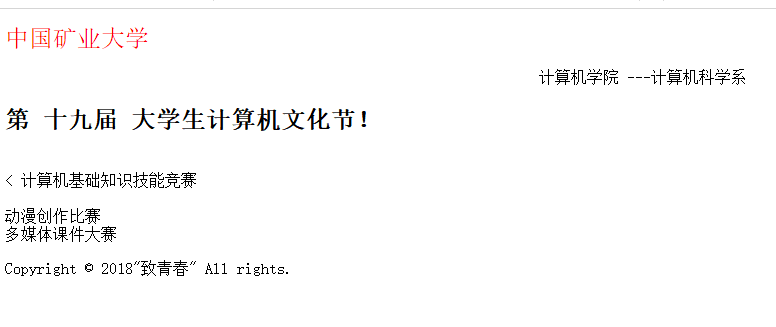 中国矿业大学
计算机学院 ---计算机科学系
第 十九届 大学生计算机文化节!
< 计算机基础知识技能竞赛
动漫创作比赛
多媒体课件大赛
Copyright © 2018"致青春" All rights.